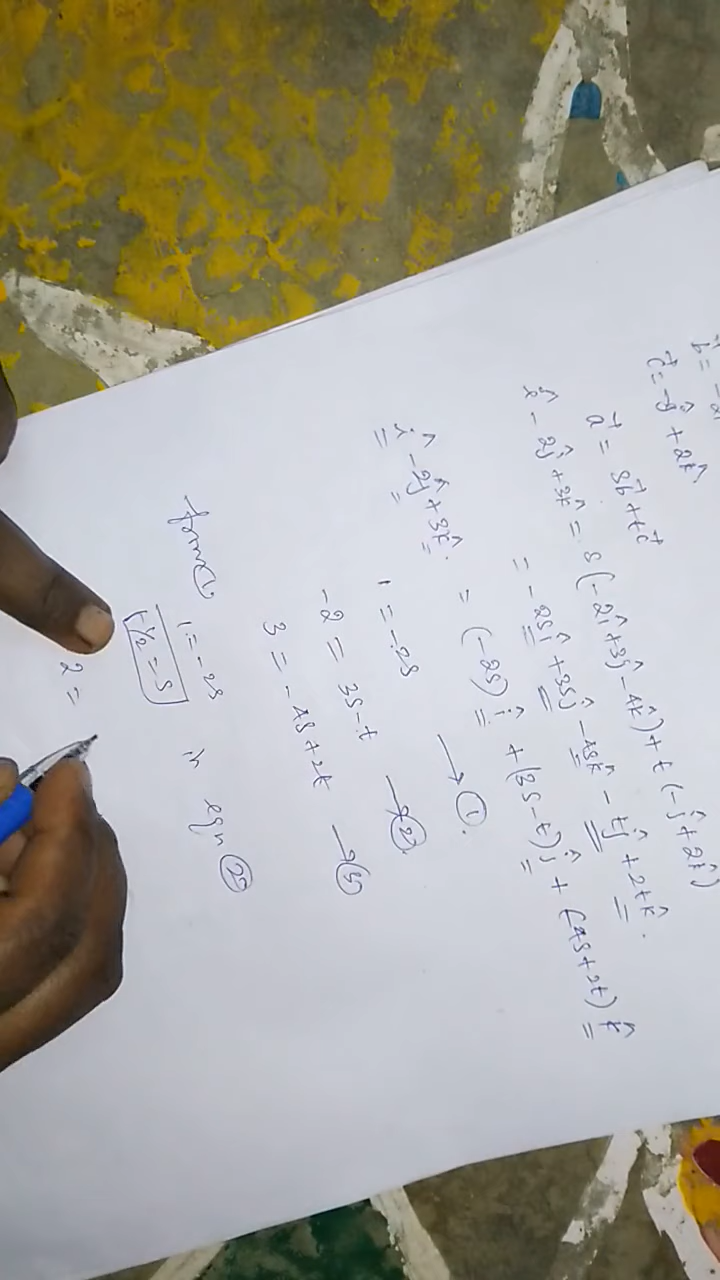 b⃗ = -2i
c⃗ = -ĵ + 2k̂
a⃗ = sb⃗ + tc⃗
î - 2ĵ + 3k̂ = s(-2î + 3ĵ - 4k̂) + t(-ĵ + 2k̂)
= -2sî + 3sĵ - 4sk̂ - tĵ + 2tk̂.
î - 2ĵ + 3k̂. = (-2s)î + (3s-t)ĵ + (-4s+2t)k̂
1 = -2s → ①.
-2 = 3s-t → ②.
3 = -4s+2t →
from ① 1 = -2s in eqn ②
-1/2 = s
2 =